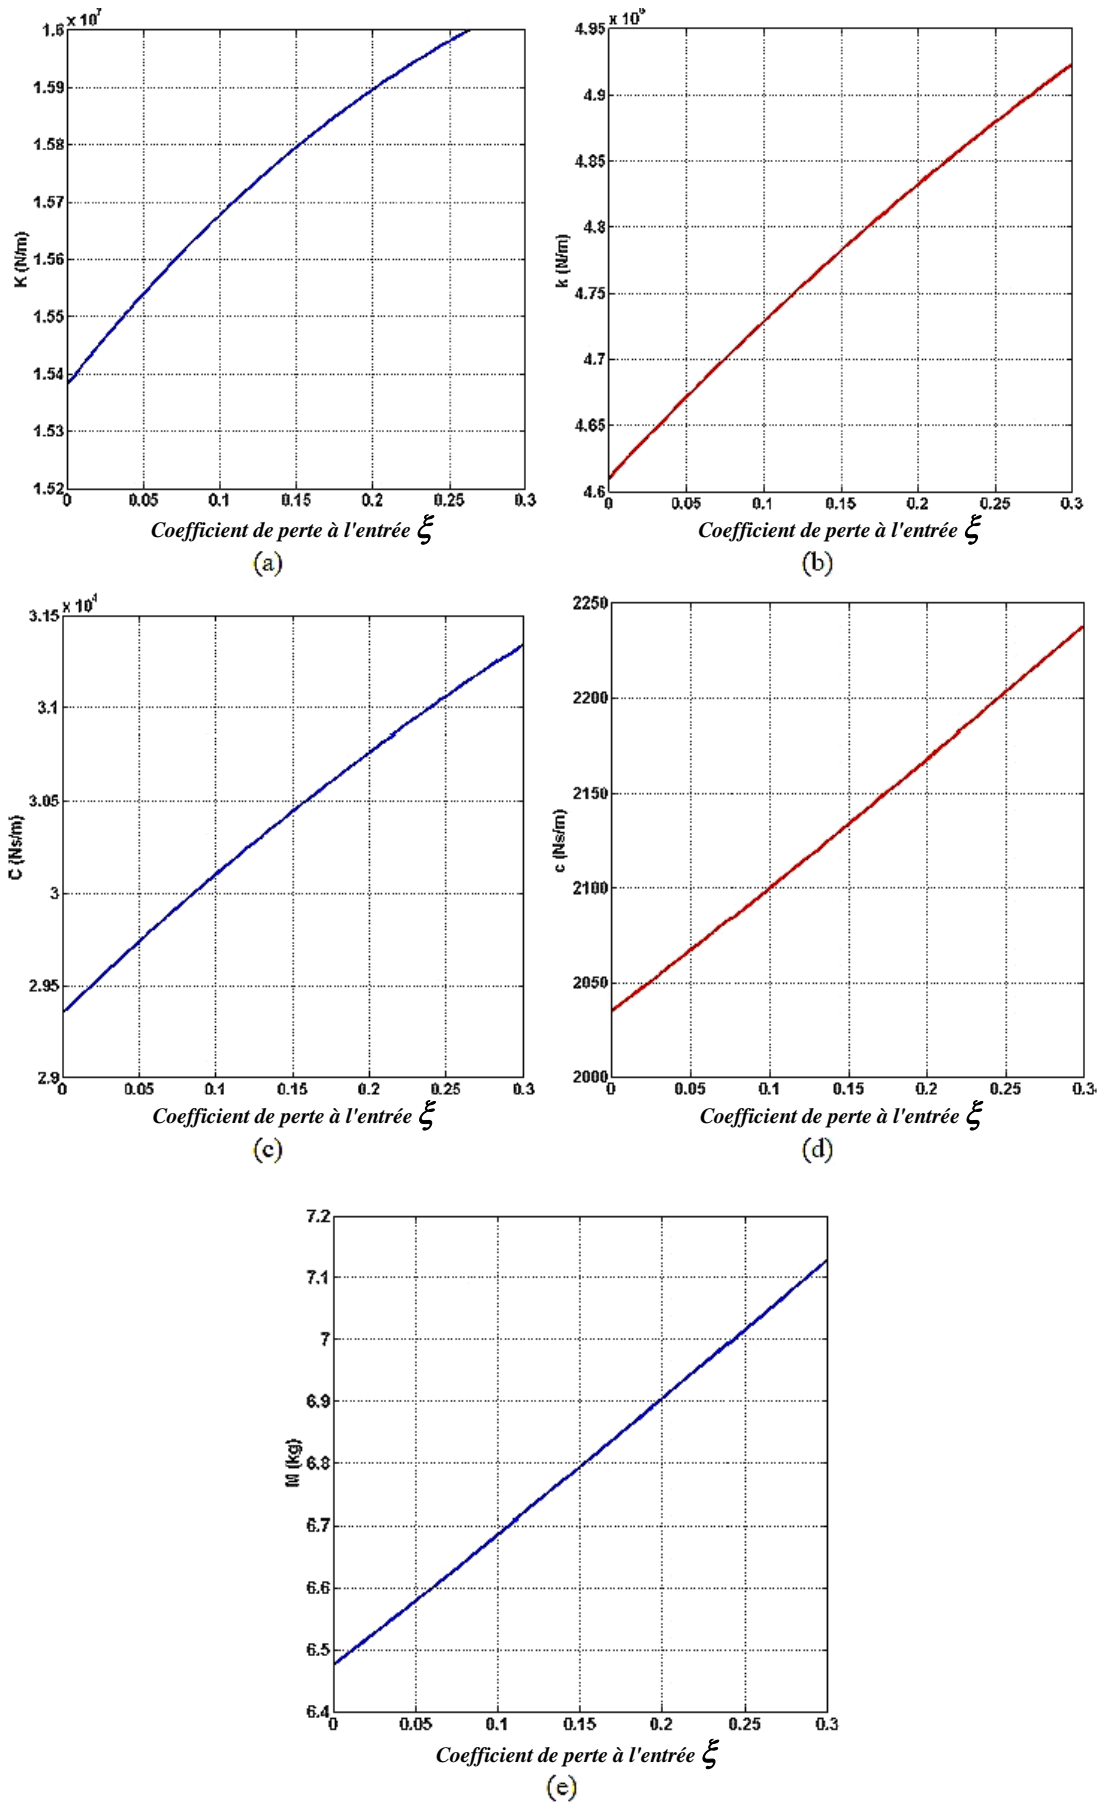 1.6 x 10^7
1.59
1.58
1.57
1.56
1.55
1.54
1.53
1.52
K (N/m)
0 0.05 0.1 0.15 0.2 0.25 0.3
Coefficient de perte à l'entrée ξ
(a)
4.95
4.9
4.85
4.8
4.75
4.7
4.65
4.6
k (N/m)
0 0.05 0.1 0.15 0.2 0.25 0.3
Coefficient de perte à l'entrée ξ
(b)
3.15 x 10^4
3.1
3.05
3
2.95
2.9
C (Ns/m)
0 0.05 0.1 0.15 0.2 0.25 0.3
Coefficient de perte à l'entrée ξ
(c)
2250
2200
2150
2100
2050
2000
c (Ns/m)
0 0.05 0.1 0.15 0.2 0.25 0.3
Coefficient de perte à l'entrée ξ
(d)
7.2
7.1
7
6.9
6.8
6.7
6.6
6.5
6.4
M (kg)
0 0.05 0.1 0.15 0.2 0.25 0.3
Coefficient de perte à l'entrée ξ
(e)